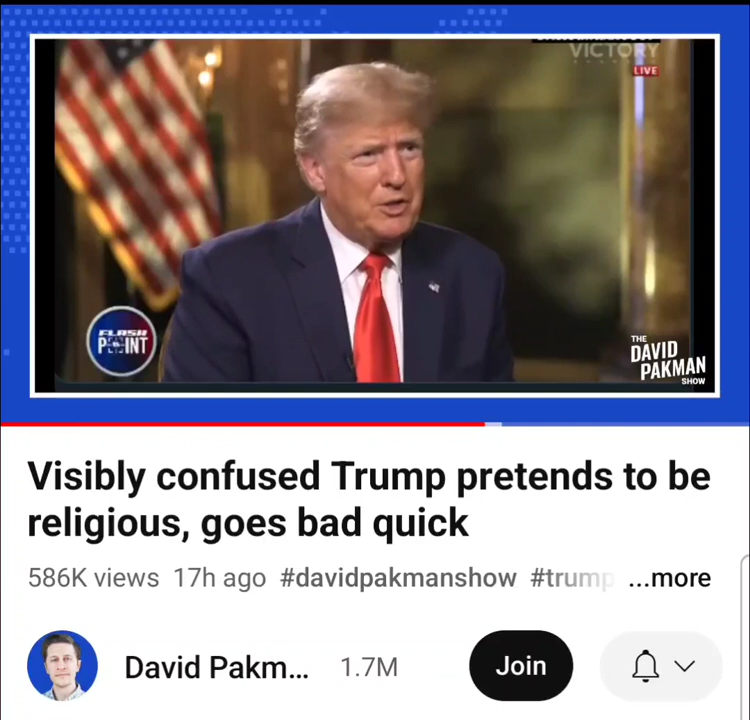 VICTORY
LIVE
FLASH
POINT
THE
DAVID
PAKMAN
SHOW
Visibly confused Trump pretends to be
religious, goes bad quick
586K views 17h ago #davidpakmanshow #trump ...more
David Pakm... 1.7M Join